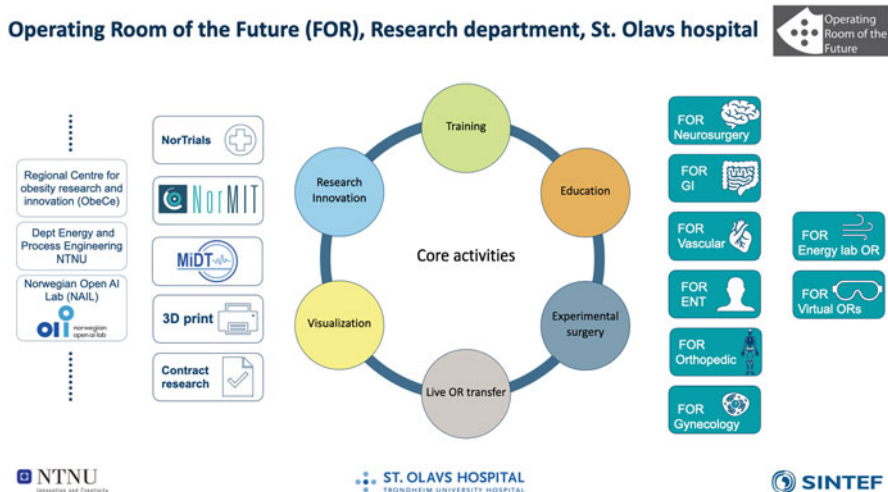 Operating Room of the Future (FOR), Research department, St. Olavs hospital
Operating
Room of the
Future
Regional Centre for
obesity research and
innovation (ObeCe)
Dept Energy and
Process Engineering
NTNU
Norwegian Open AI
Lab (NAIL)
norwegian
open ai lab
NorTrials
NorMIT
MiDT
3D print
Contract
research
Core activities
Training
Education
Experimental
surgery
Live OR transfer
Visualization
Research
Innovation
FOR
Neurosurgery
FOR
GI
FOR
Vascular
FOR
ENT
FOR
Orthopedic
FOR
Gynecology
FOR
Energy lab OR
FOR
Virtual ORs
NTNU
Innovation and Creativity
ST. OLAVS HOSPITAL
TRONDHEIM UNIVERSITY HOSPITAL
SINTEF